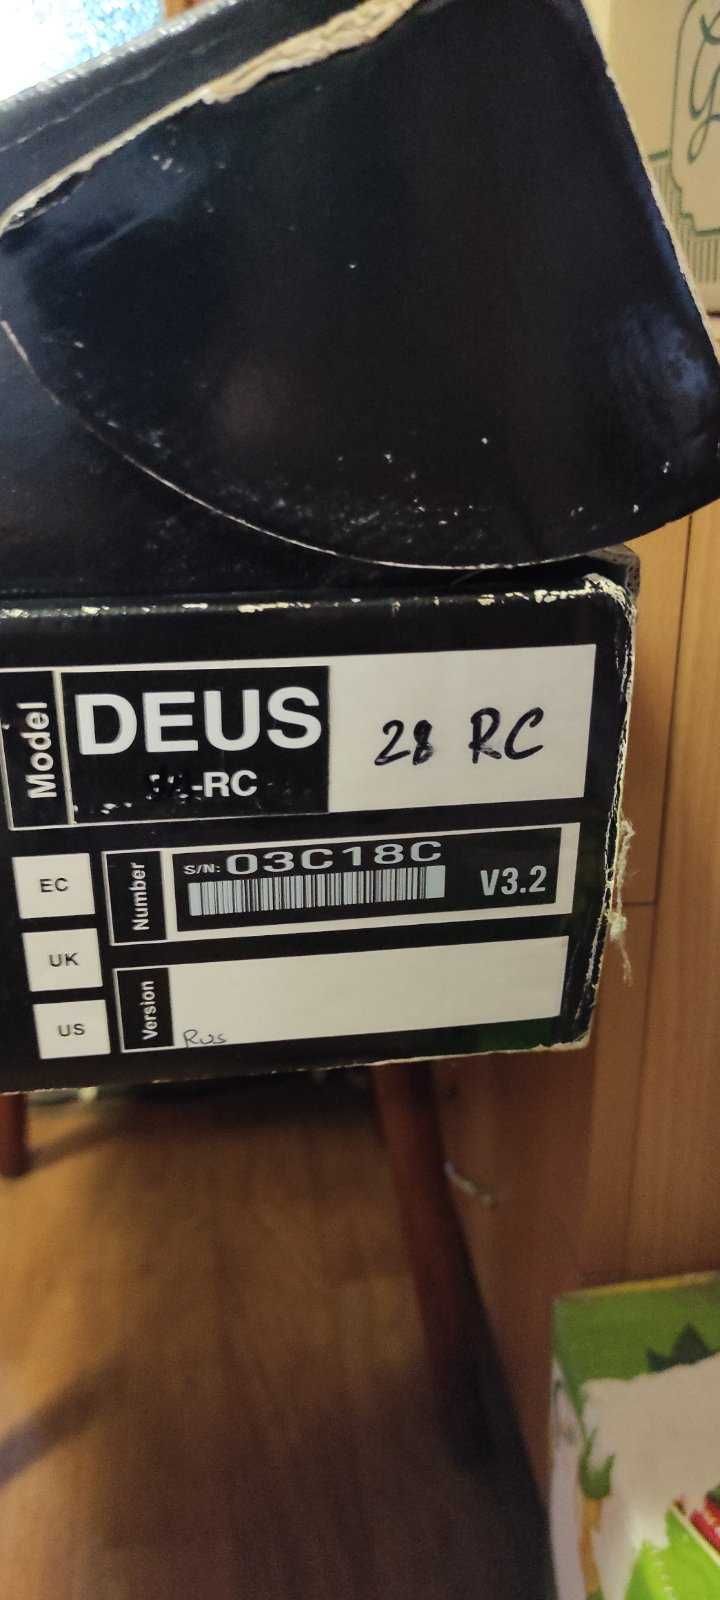 Model
DEUS
-RC
28 RC
EC
UK
US
Number
S/N: 03C18C
V3.2
Version
Rus